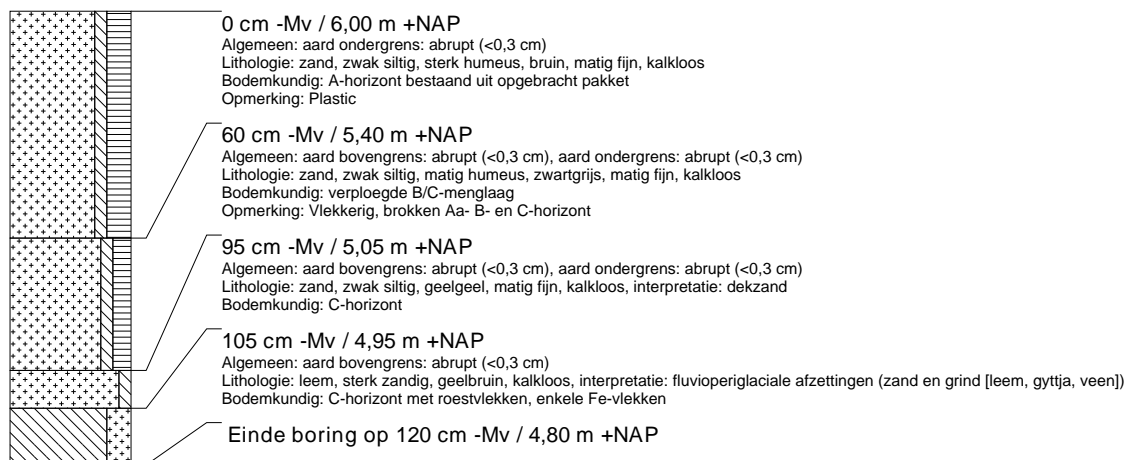 0 cm -Mv / 6,00 m +NAP
Algemeen: aard ondergrens: abrupt (<0,3 cm)
Lithologie: zand, zwak siltig, sterk humeus, bruin, matig fijn, kalkloos
Bodemkundig: A-horizont bestaand uit opgebracht pakket
Opmerking: Plastic
60 cm -Mv / 5,40 m +NAP
Algemeen: aard bovengrens: abrupt (<0,3 cm), aard ondergrens: abrupt (<0,3 cm)
Lithologie: zand, zwak siltig, matig humeus, zwartgrijs, matig fijn, kalkloos
Bodemkundig: verploegde B/C-menglaag
Opmerking: Vlekkerig, brokken Aa- B- en C-horizont
95 cm -Mv / 5,05 m +NAP
Algemeen: aard bovengrens: abrupt (<0,3 cm), aard ondergrens: abrupt (<0,3 cm)
Lithologie: zand, zwak siltig, geelgeel, matig fijn, kalkloos, interpretatie: dekzand
Bodemkundig: C-horizont
105 cm -Mv / 4,95 m +NAP
Algemeen: aard bovengrens: abrupt (<0,3 cm)
Lithologie: leem, sterk zandig, geelbruin, kalkloos, interpretatie: fluvioperiglaciale afzettingen (zand en grind [leem, gyttja, veen])
Bodemkundig: C-horizont met roestvlekken, enkele Fe-vlekken
Einde boring op 120 cm -Mv / 4,80 m +NAP